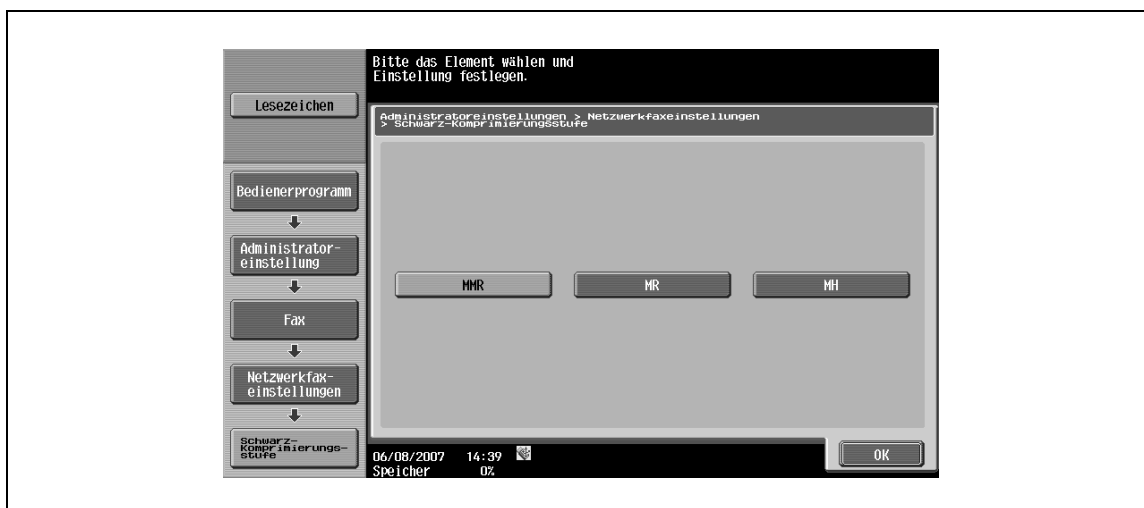 Bitte das Element wählen und
Einstellung festlegen.
Lesezeichen
Administratoreinstellungen > Netzwerkfaxeinstellungen
> Schwarz-Komprimierungsstufe
Bedienerprogramm
Administrator-
einstellung
Fax
Netzwerkfax-
einstellungen
Schwarz-
Komprimierungs-
stufe
MMR
MR
MH
06/08/2007 14:39
Speicher 0%
OK